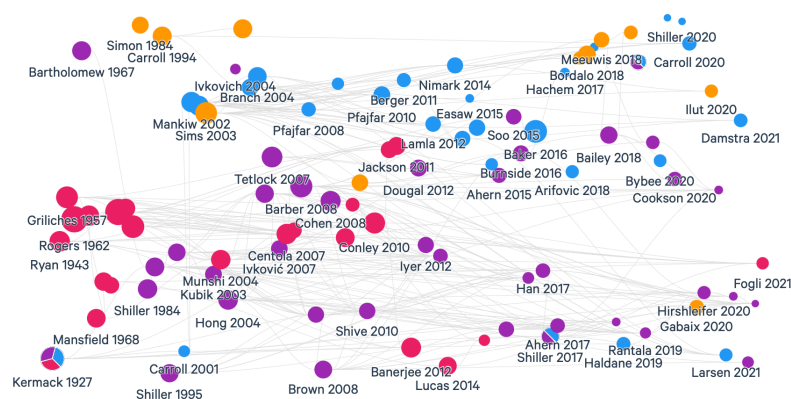 Simon 1984
Carroll 1994
Bartholomew 1967
Shiller 2020
Meeuwis 2018
Carroll 2020
Bordalo 2018
Hachem 2017
Ivkovich 2004
Branch 2004
Nimark 2014
Berger 2011
Ilut 2020
Mankiw 2002
Sims 2003
Pfajfar 2008
Pfajfar 2010
Easaw 2015
Soo 2015
Damstra 2021
Lamla 2012
Jackson 2011
Baker 2016
Bailey 2018
Tetlock 2007
Dougal 2012
Burnside 2016
Ahern 2015
Arifovic 2018
Bybee 2020
Cookson 2020
Barber 2008
Cohen 2008
Griliches 1957
Rogers 1962
Ryan 1943
Conley 2010
Centola 2007
Ivković 2007
Iyer 2012
Munshi 2004
Kubik 2003
Han 2017
Fogli 2021
Shiller 1984
Hong 2004
Hirshleifer 2020
Gabaix 2020
Mansfield 1968
Shive 2010
Ahern 2017
Shiller 2017
Rantala 2019
Haldane 2019
Kermack 1927
Carroll 2001
Shiller 1995
Brown 2008
Banerjee 2012
Lucas 2014
Larsen 2021